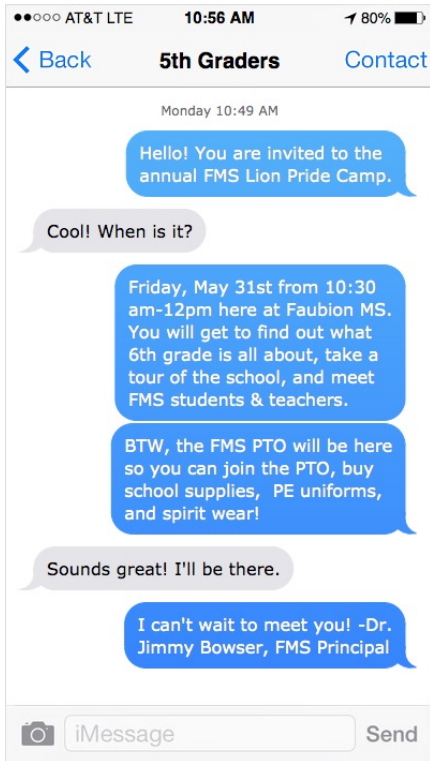 AT&T LTE 10:56 AM 80%
Back 5th Graders Contact
Monday 10:49 AM
Hello! You are invited to the
annual FMS Lion Pride Camp.
Cool! When is it?
Friday, May 31st from 10:30
am-12pm here at Faubion MS.
You will get to find out what
6th grade is all about, take a
tour of the school, and meet
FMS students & teachers.
BTW, the FMS PTO will be here
so you can join the PTO, buy
school supplies,  PE uniforms,
and spirit wear!
Sounds great! I'll be there.
I can't wait to meet you! -Dr.
Jimmy Bowser, FMS Principal
iMessage Send